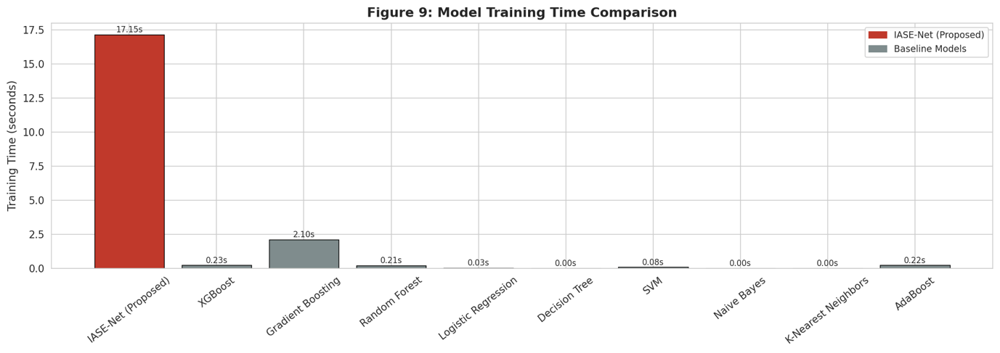 Figure 9: Model Training Time Comparison
IASE-Net (Proposed)
Baseline Models
Training Time (seconds)
17.5
15.0
12.5
10.0
7.5
5.0
2.5
0.0
17.15s
0.23s
2.10s
0.21s
0.03s
0.00s
0.08s
0.00s
0.00s
0.22s
IASE-Net (Proposed)
XGBoost
Gradient Boosting
Random Forest
Logistic Regression
Decision Tree
SVM
Naive Bayes
K-Nearest Neighbors
AdaBoost